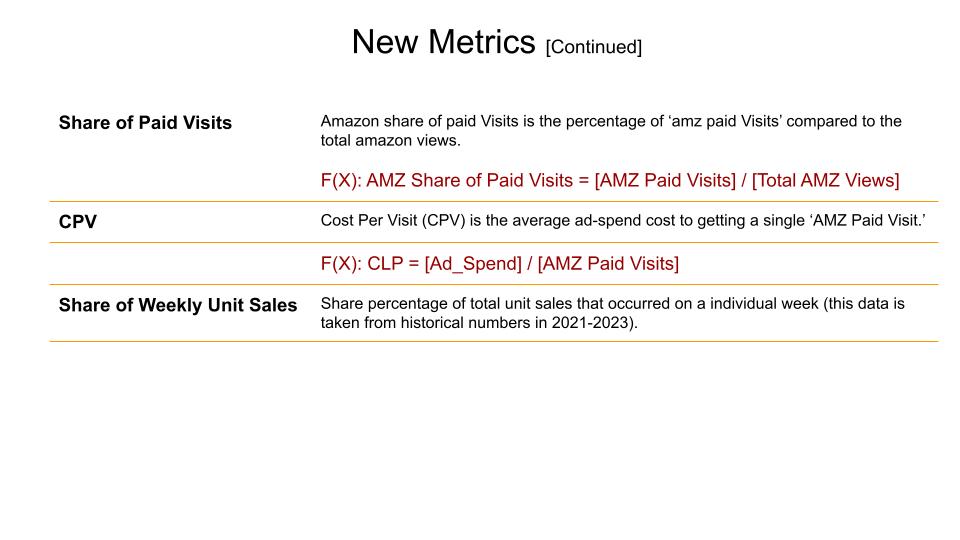 New Metrics [Continued]
Share of Paid Visits
Amazon share of paid Visits is the percentage of ‘amz paid Visits’ compared to the
total amazon views.
F(X): AMZ Share of Paid Visits = [AMZ Paid Visits] / [Total AMZ Views]
CPV
Cost Per Visit (CPV) is the average ad-spend cost to getting a single ‘AMZ Paid Visit.’
F(X): CLP = [Ad_Spend] / [AMZ Paid Visits]
Share of Weekly Unit Sales
Share percentage of total unit sales that occurred on a individual week (this data is
taken from historical numbers in 2021-2023).